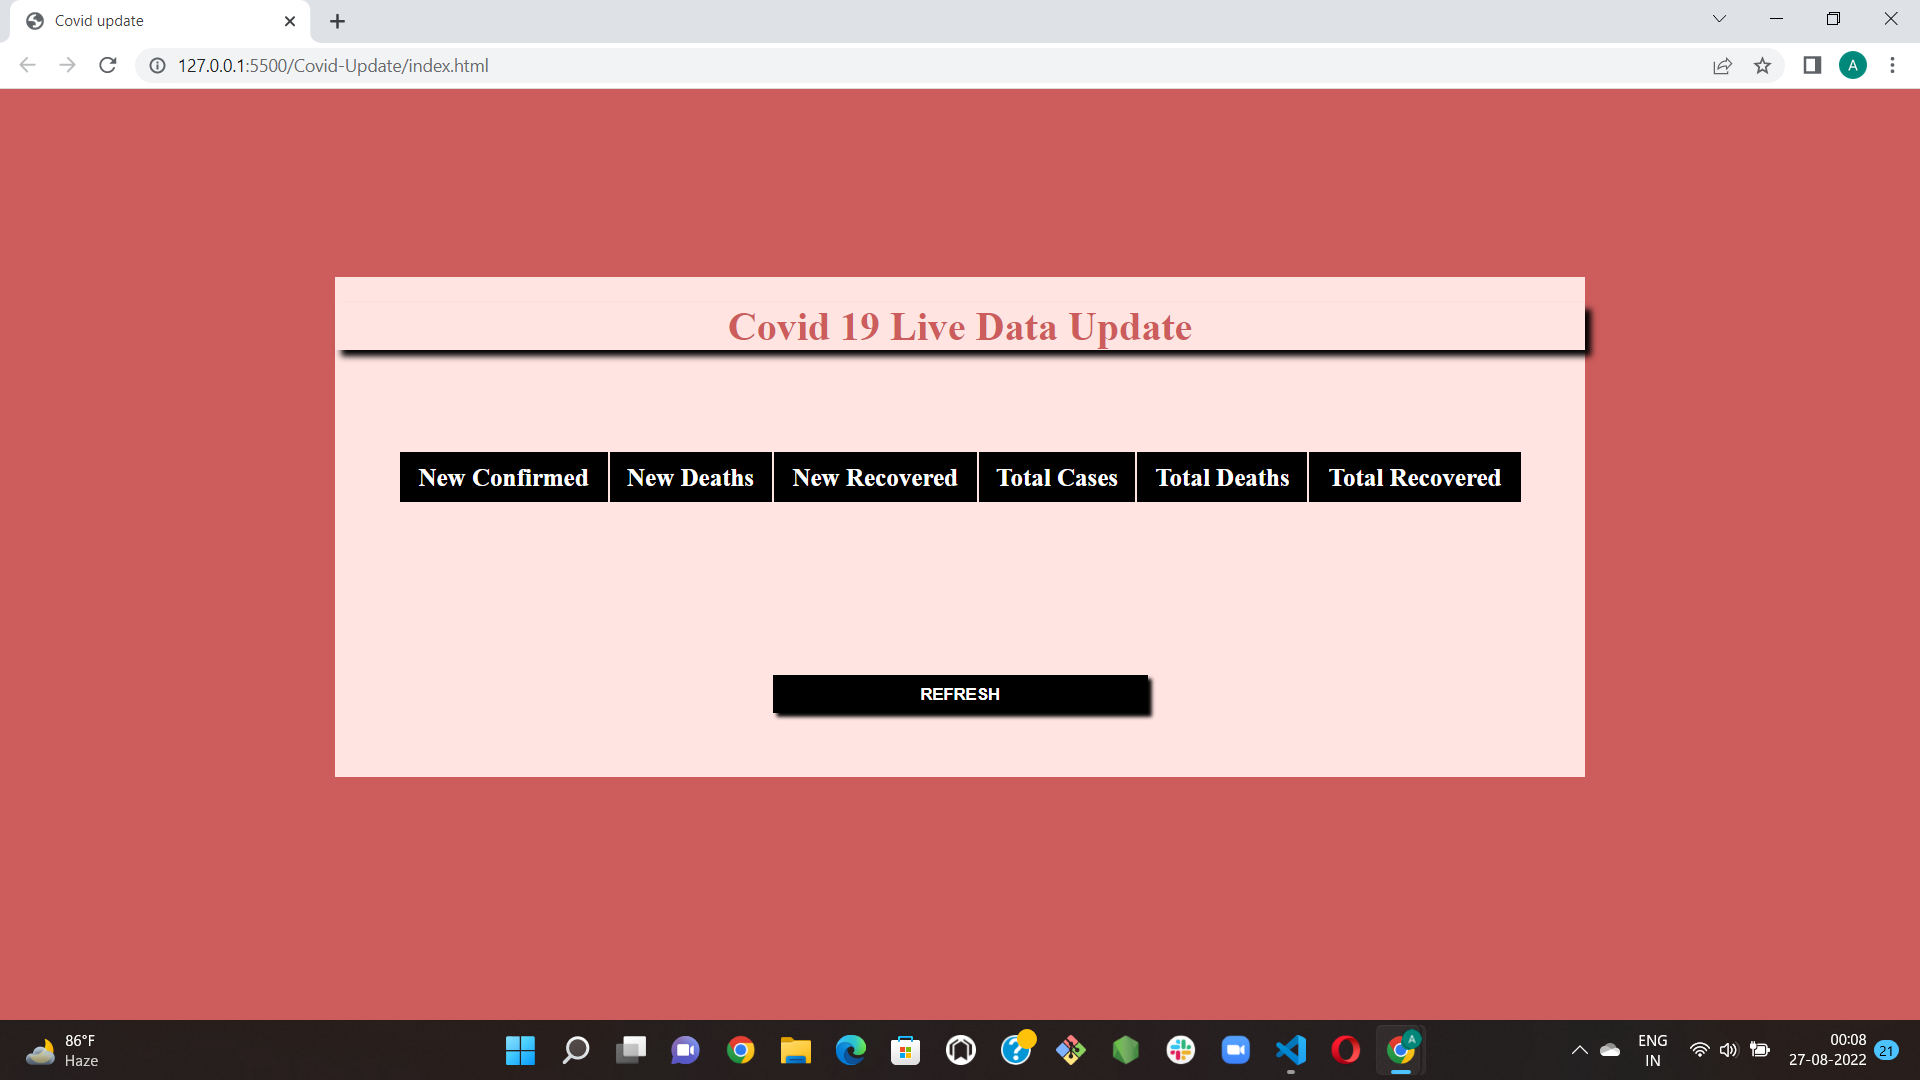 Covid update
127.0.0.1:5500/Covid-Update/index.html
A
Covid 19 Live Data Update
New Confirmed New Deaths New Recovered Total Cases Total Deaths Total Recovered
REFRESH
86°F
Haze
A
ENG
IN
00:08
27-08-2022
21